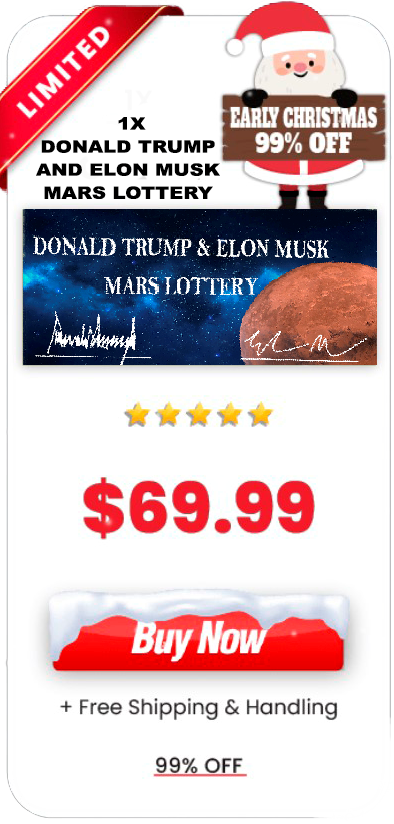 LIMITED
EARLY CHRISTMAS
99% OFF
1X
DONALD TRUMP
AND ELON MUSK
MARS LOTTERY
DONALD TRUMP & ELON MUSK
MARS LOTTERY
$69.99
Buy Now
+ Free Shipping & Handling
99% OFF